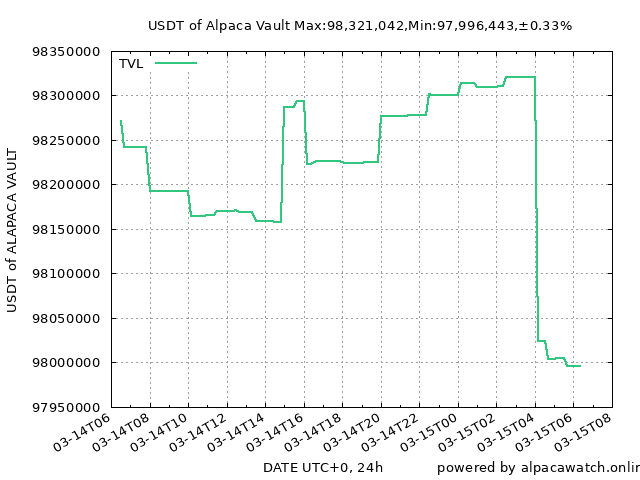 USDT of Alpaca Vault Max:98,321,042,Min:97,996,443,±0.33%
TVL
98350000
98300000
98250000
98200000
98150000
98100000
98050000
98000000
97950000
USDT of ALAPACA VAULT
03-14T06
03-14T08
03-14T10
03-14T12
03-14T14
03-14T16
03-14T18
03-14T20
03-14T22
03-15T00
03-15T02
03-15T04
03-15T06
03-15T08
DATE UTC+0, 24h
powered by alpacawatch.onlin